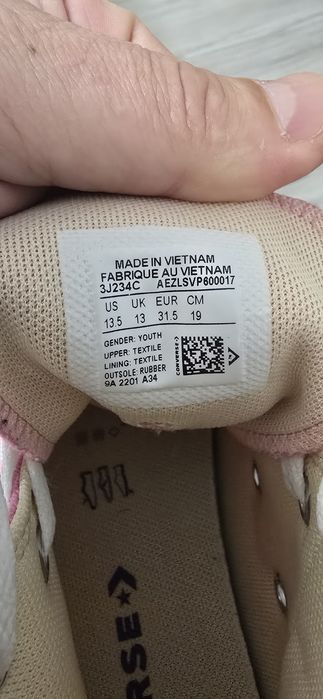 MADE IN VIETNAM
FABRIQUE AU VIETNAM
3J234C AEZLSVP600017
US UK EUR CM
13.5 13 31.5 19
GENDER: YOUTH
UPPER: TEXTILE
LINING: TEXTILE
OUTSOLE: RUBBER
9A 2201 A34
CONVERSE
ERSE